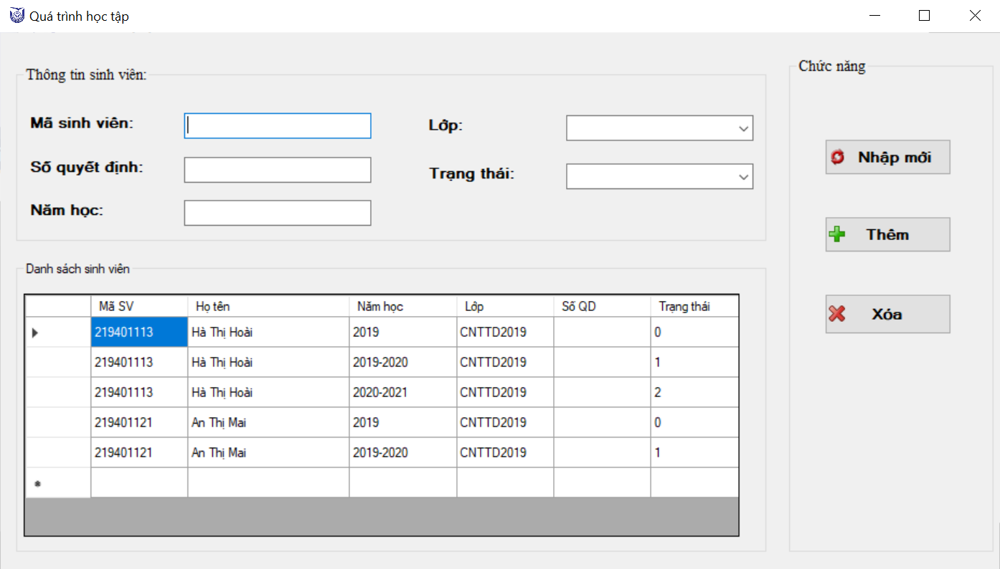 Quá trình học tập
Thông tin sinh viên:
Mã sinh viên:
Lớp:
Số quyết định:
Trạng thái:
Năm học:
Chức năng
Nhập mới
Thêm
Xóa
Danh sách sinh viên
Mã SV Họ tên Năm học Lớp Số QD Trạng thái
219401113 Hà Thị Hoài 2019 CNTTD2019 0
219401113 Hà Thị Hoài 2019-2020 CNTTD2019 1
219401113 Hà Thị Hoài 2020-2021 CNTTD2019 2
219401121 An Thị Mai 2019 CNTTD2019 0
219401121 An Thị Mai 2019-2020 CNTTD2019 1